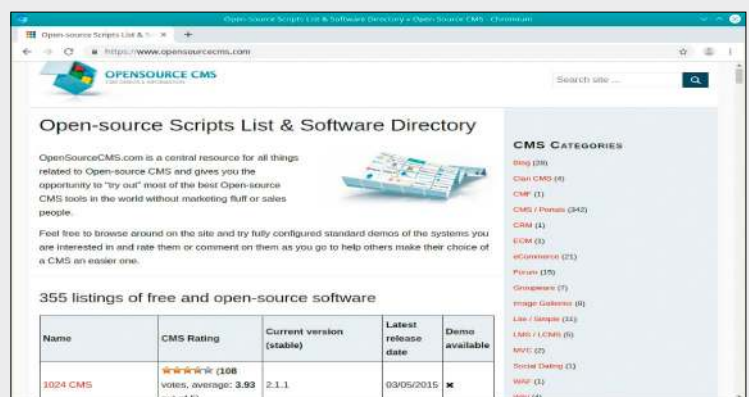 Open-source Scripts List & Software Directory » Open-Source CMS - Chromium
Open-source Scripts List & S
https://www.opensourcecms.com
OPENSOURCE CMS
Search site ...
Open-source Scripts List & Software Directory
OpenSourceCMS.com is a central resource for all things
related to Open-source CMS and gives you the
opportunity to "try out" most of the best Open-source
CMS tools in the world without marketing fluff or sales
people.
Feel free to browse around on the site and try fully configured standard demos of the systems you
are interested in and rate them or comment on them as you go to help others make their choice of
a CMS an easier one.
355 listings of free and open-source software
Name
CMS Rating
Current version
(stable)
Latest
release
date
Demo
available
1024 CMS
(108
votes, average: 3.93
2.1.1
03/05/2015
CMS CATEGORIES
Blog (28)
Clan CMS (4)
CMF (1)
CMS / Portals (342)
CRM (1)
ECM (1)
eCommerce (21)
Forum (15)
Groupware (7)
Image Galleries (8)
Lite / Simple (11)
LMS / LCMS (5)
MVC (2)
Social Dating (1)
WAF (1)
Wiki (4)